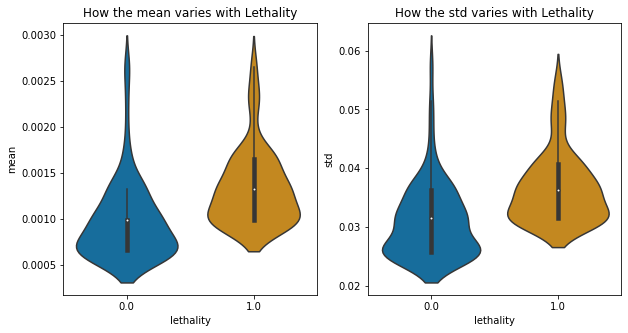 How the mean varies with Lethality
mean
0.0030
0.0025
0.0020
0.0015
0.0010
0.0005
0.0
1.0
lethality
How the std varies with Lethality
std
0.06
0.05
0.04
0.03
0.02
0.0
1.0
lethality